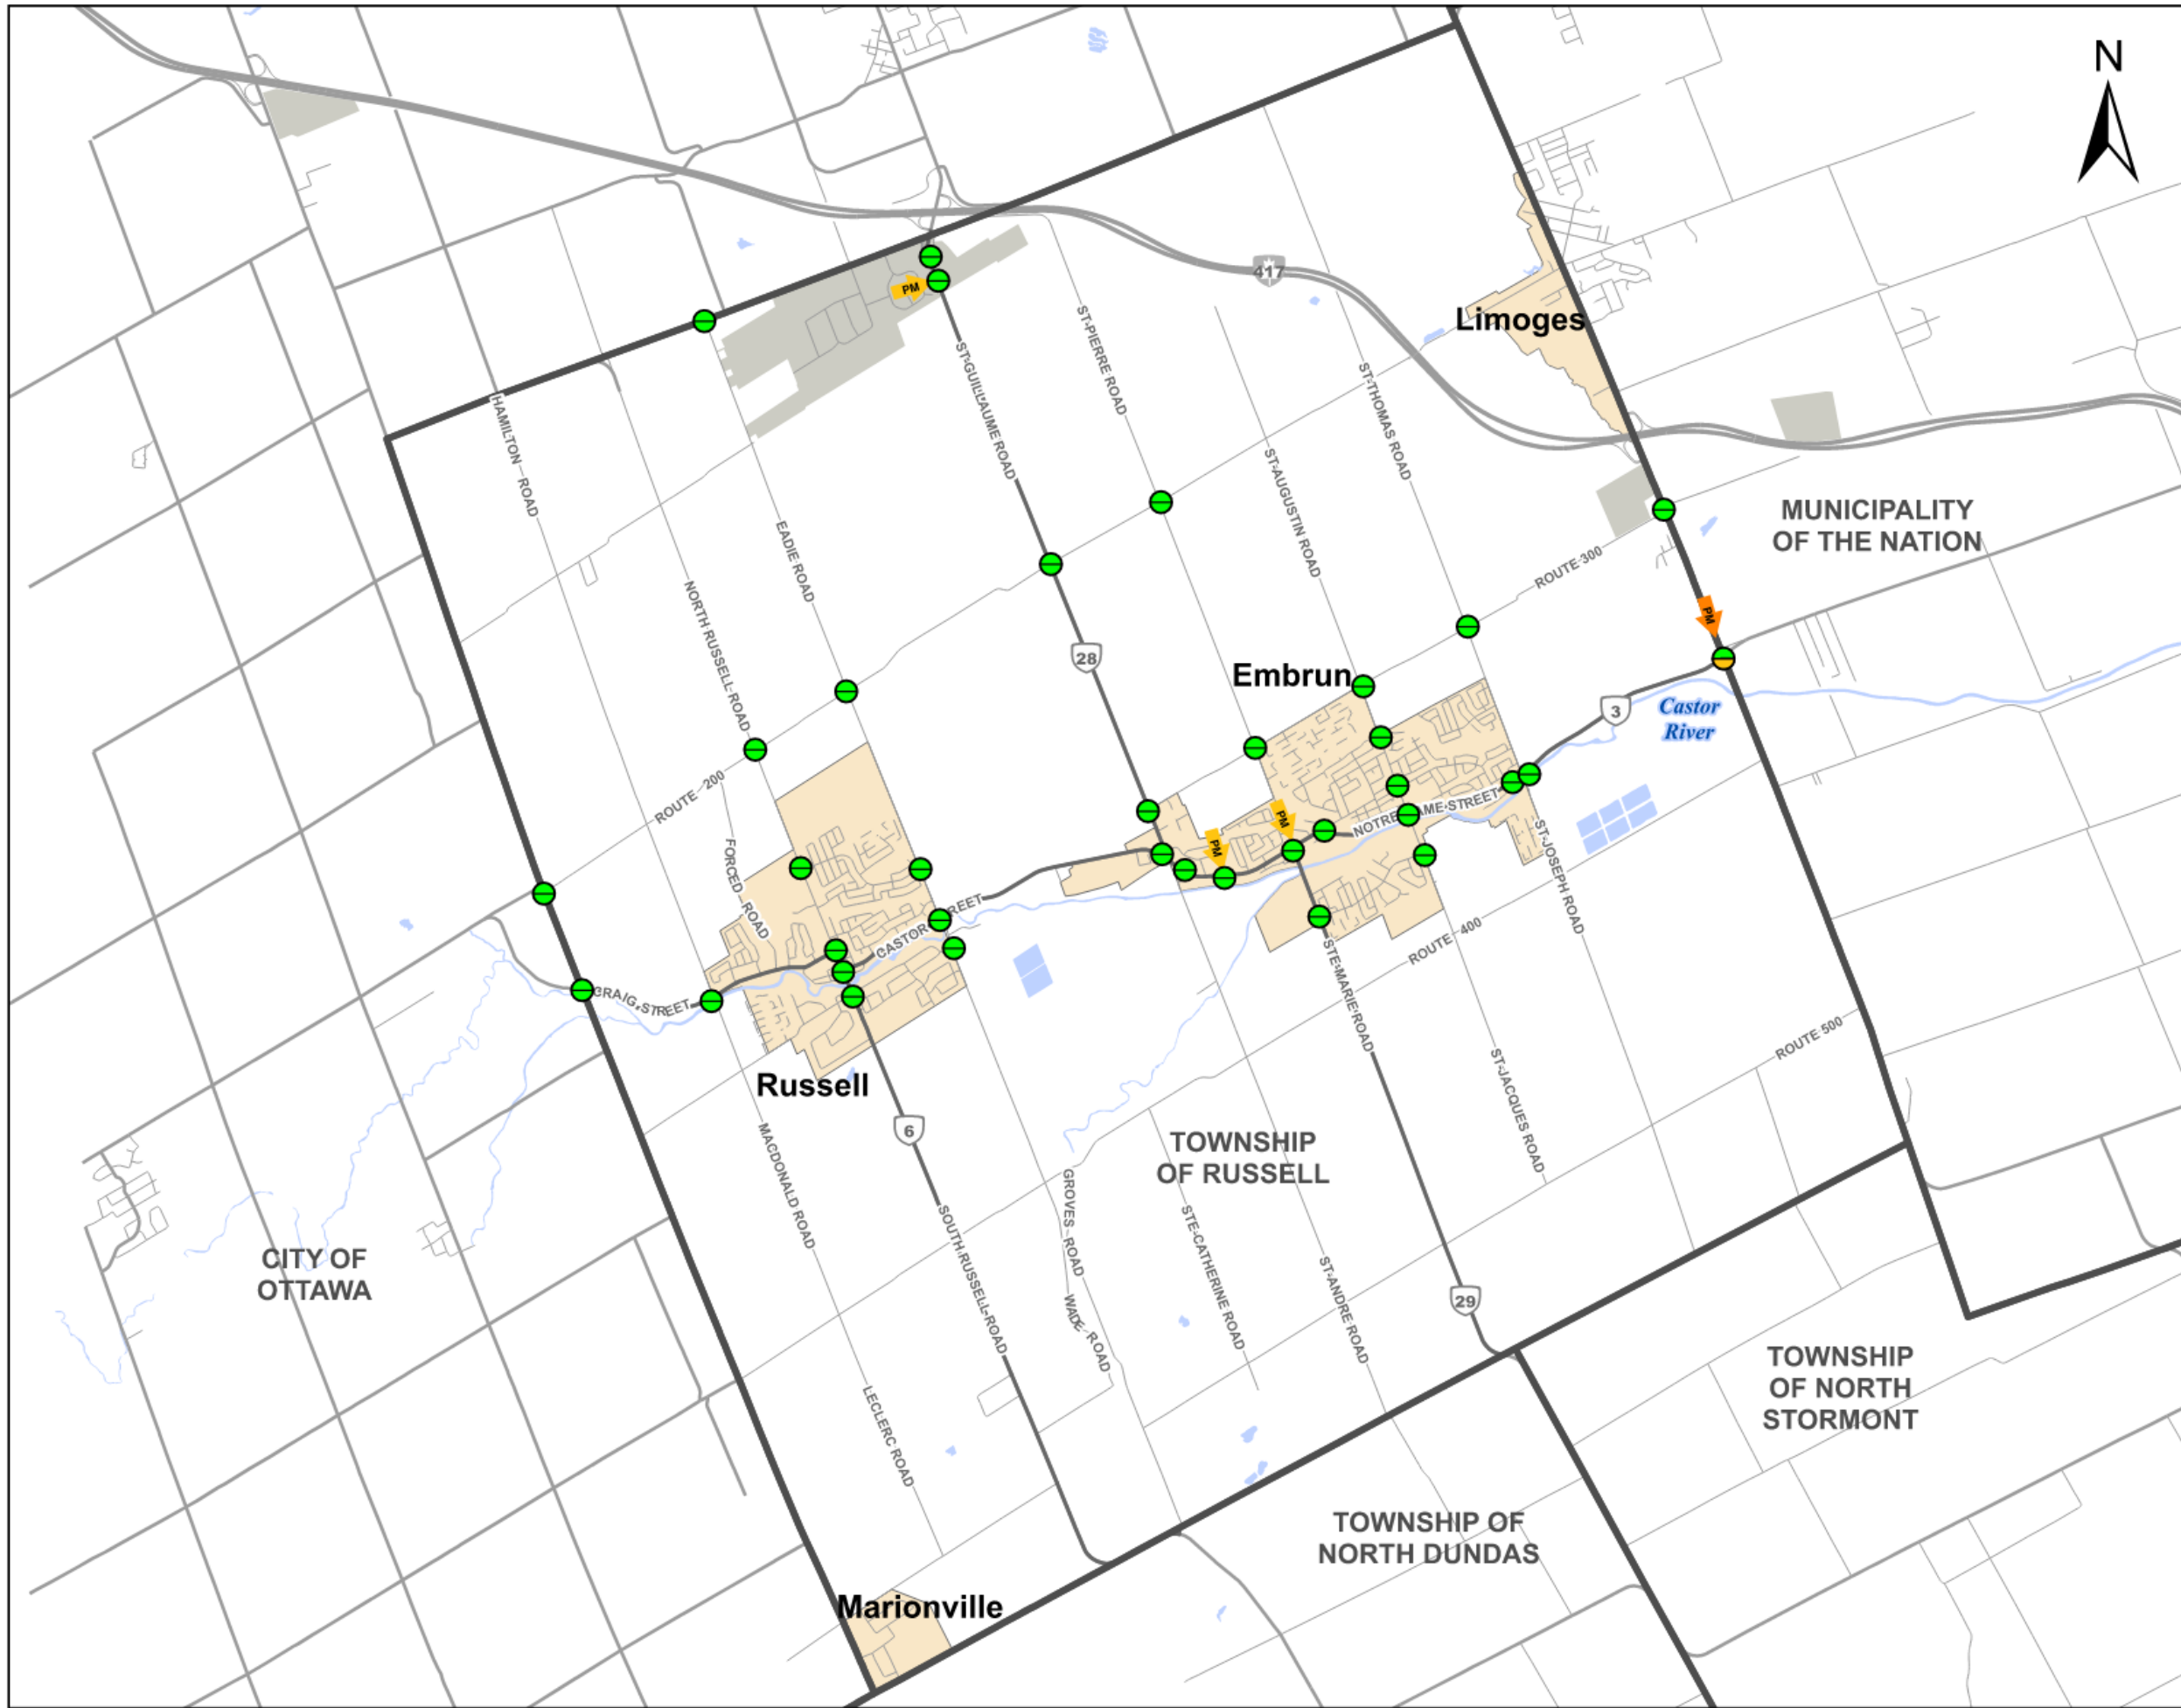 N
417
PM
Limoges
ST-PIERRE ROAD
ST-GUILLAUME ROAD
ST-THOMAS ROAD
HAMILTON ROAD
ST-AUGUSTIN ROAD
MUNICIPALITY
OF THE NATION
EADIE ROAD
ROUTE 300
NORTH RUSSELL ROAD
PM
28
Embrun
3
Castor
River
ROUTE 200
PM
PM
NOTRE DAME STREET
FORCED ROAD
ST-JOSEPH ROAD
CASTOR STREET
ROUTE 400
STE-MARIE ROAD
CRAIG STREET
ROUTE 500
Russell
6
ST-JACQUES ROAD
TOWNSHIP
OF RUSSELL
MACDONALD ROAD
GROVES ROAD
SOUTH RUSSELL ROAD
STE-CATHERINE ROAD
CITY OF
OTTAWA
ST-ANDRE ROAD
WADE ROAD
29
TOWNSHIP
OF NORTH
STORMONT
LECLERC ROAD
TOWNSHIP OF
NORTH DUNDAS
Marionville